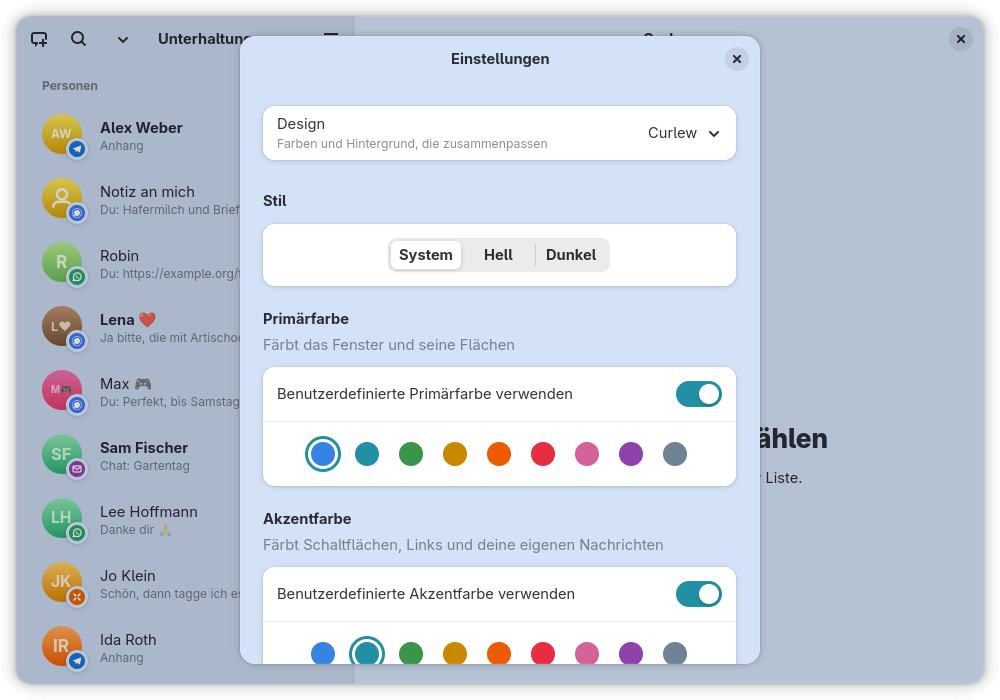 Unterhaltung
Personen
AW
Alex Weber
Anhang
Notiz an mich
Du: Hafermilch und Brief
R
Robin
Du: https://example.org/
L❤
Lena ❤️
Ja bitte, die mit Artischo
M🎮
Max 🎮
Du: Perfekt, bis Samstag
SF
Sam Fischer
Chat: Gartentag
LH
Lee Hoffmann
Danke dir 🙏
JK
Jo Klein
Schön, dann tagge ich es
IR
Ida Roth
Anhang
Einstellungen
Design
Farben und Hintergrund, die zusammenpassen
Curlew
Stil
System Hell Dunkel
Primärfarbe
Färbt das Fenster und seine Flächen
Benutzerdefinierte Primärfarbe verwenden
Akzentfarbe
Färbt Schaltflächen, Links und deine eigenen Nachrichten
Benutzerdefinierte Akzentfarbe verwenden
ählen
Liste.